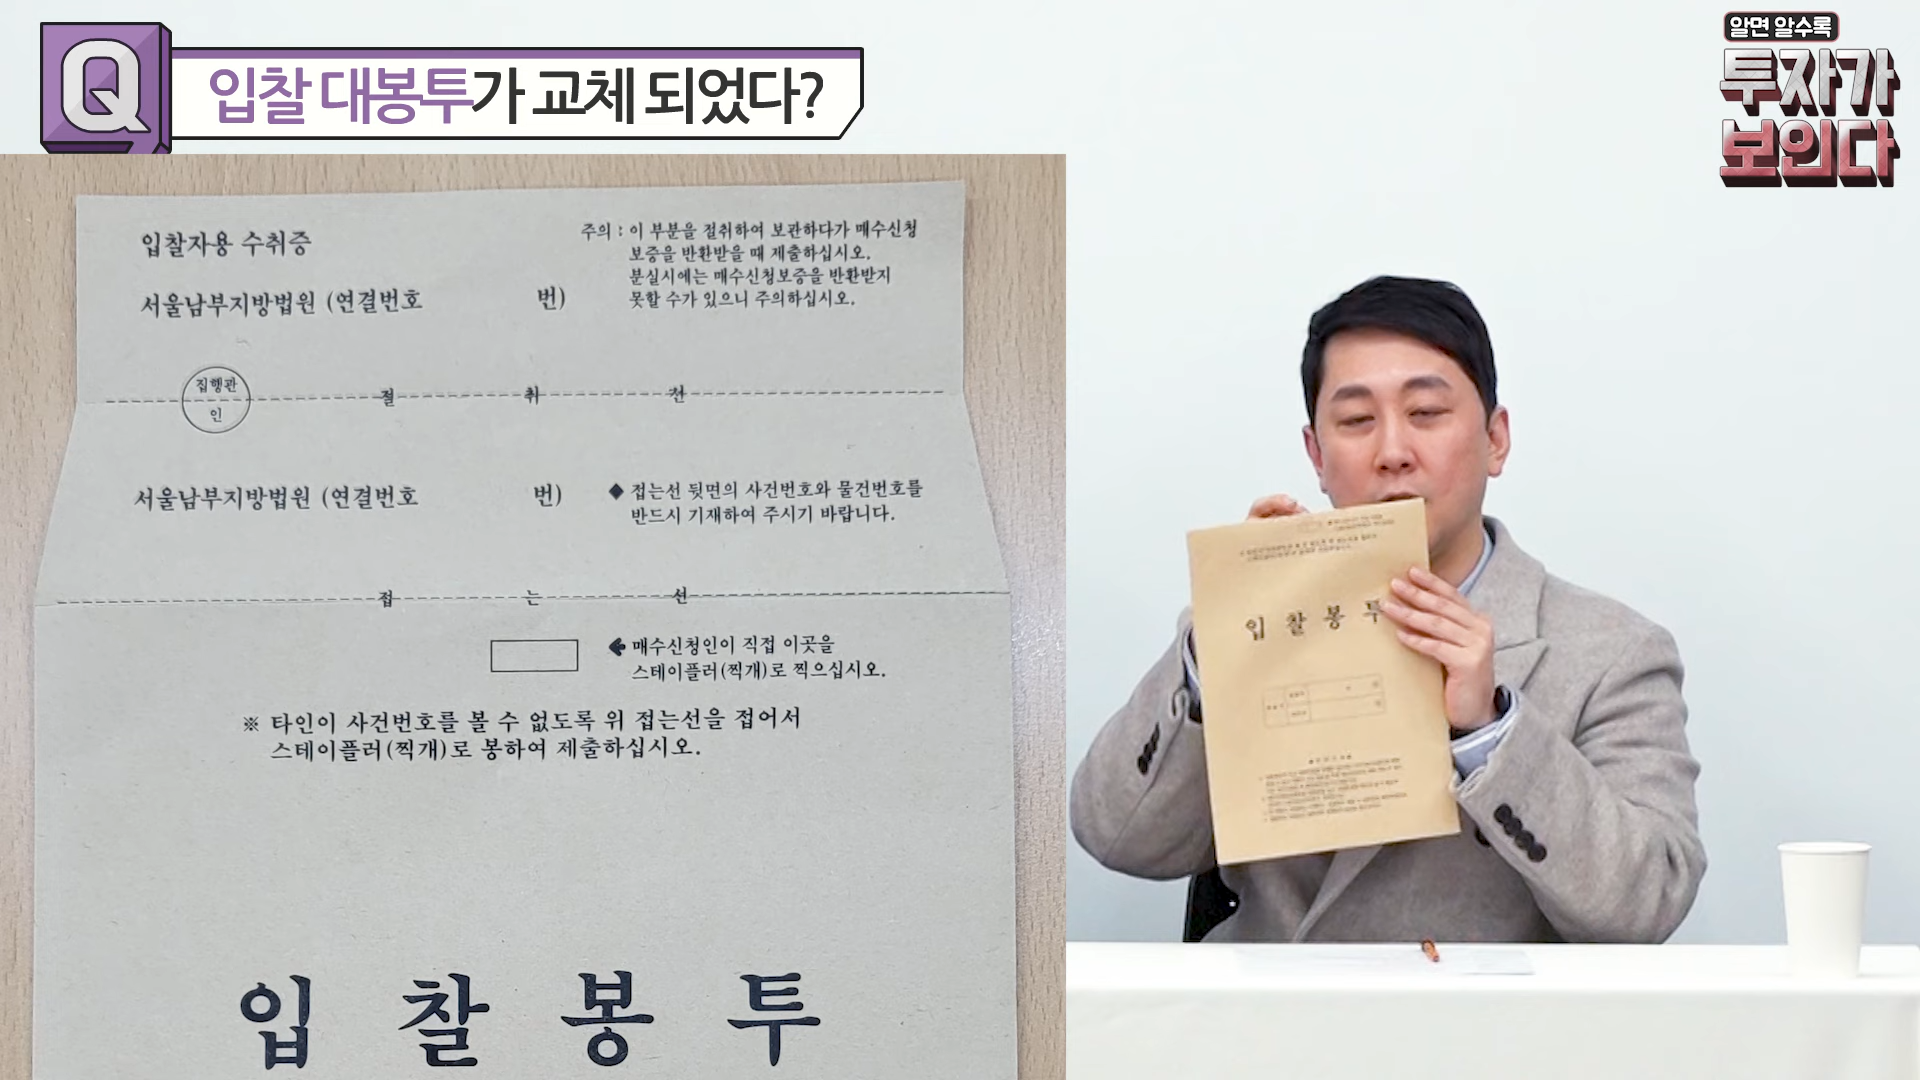 Q 입찰 대봉투가 교체 되었다?
알면 알수록
투자가
보인다
입찰자용 수취증
서울남부지방법원 (연결번호 번)
주의 : 이 부분을 절취하여 보관하다가 매수신청
보증을 반환받을 때 제출하십시오.
분실시에는 매수신청보증을 반환받지
못할 수가 있으니 주의하십시오.
집행관
인
절 취 선
서울남부지방법원 (연결번호 번)
◆ 접는선 뒷면의 사건번호와 물건번호를
반드시 기재하여 주시기 바랍니다.
접 는 선
매수신청인이 직접 이곳을
스테이플러(찍개)로 찍으십시오.
※ 타인이 사건번호를 볼 수 없도록 위 접는선을 접어서
스테이플러(찍개)로 봉하여 제출하십시오.
입 찰 봉 투
입 찰 봉 투